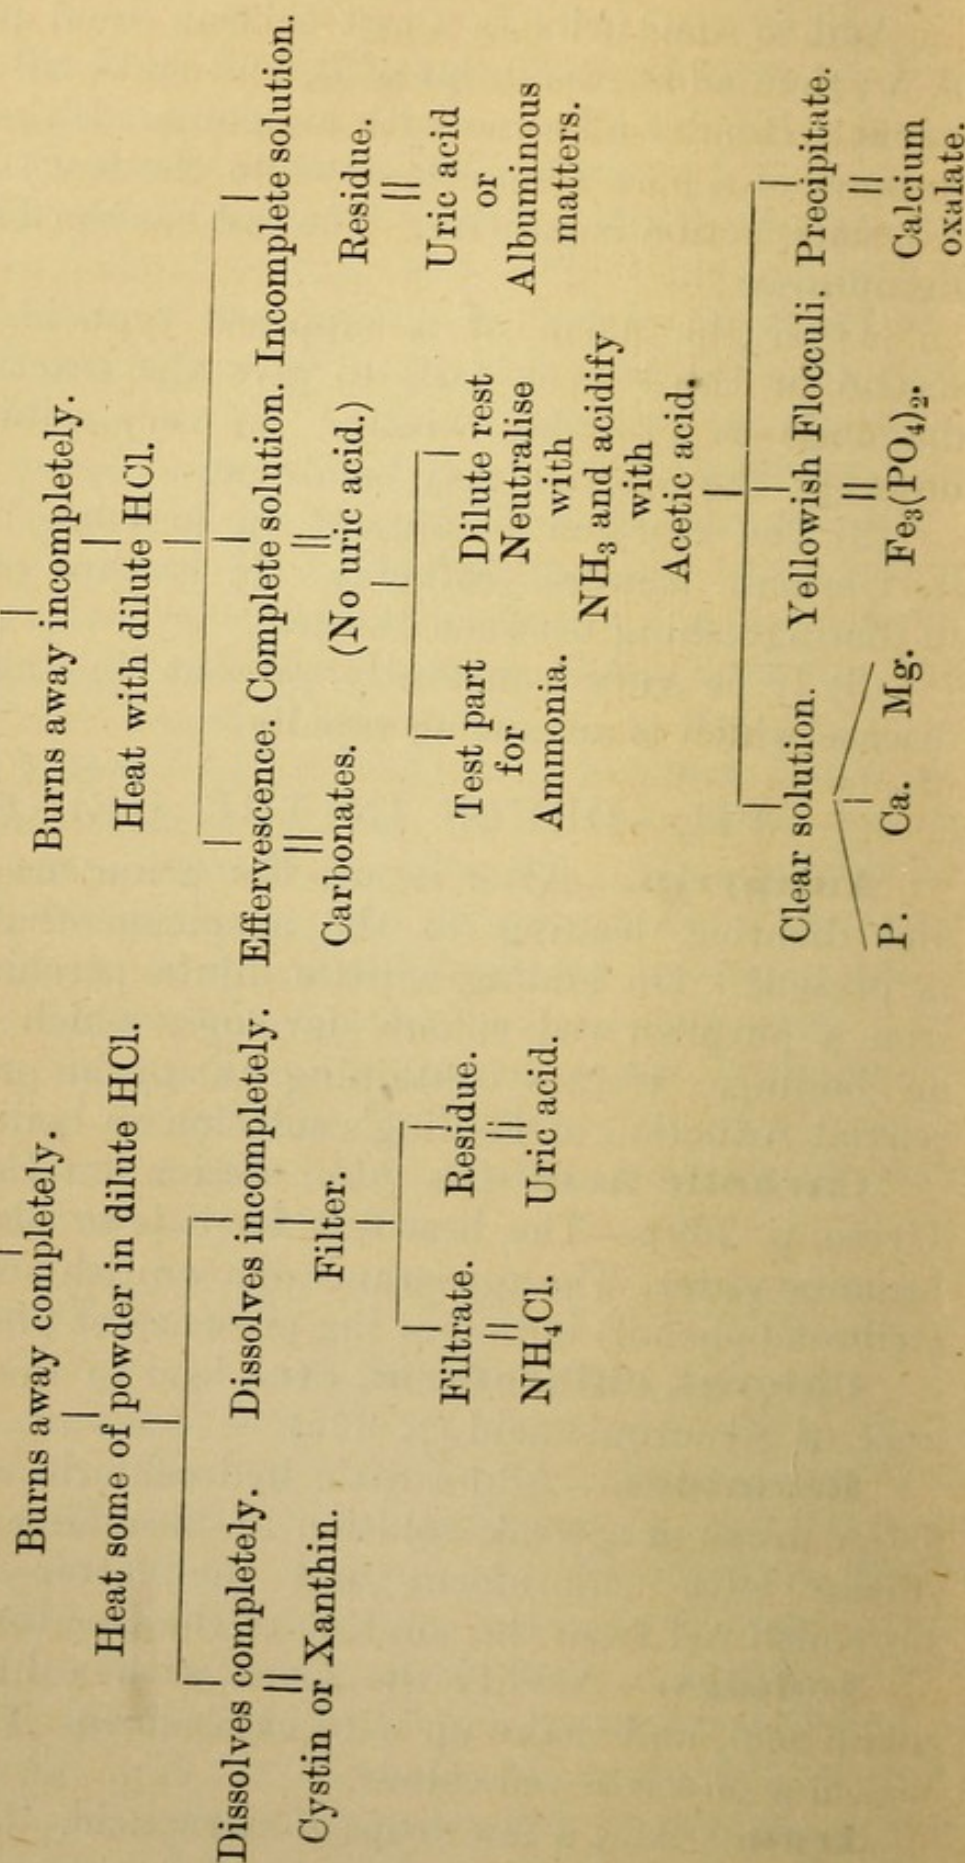 Burns away completely.
Heat some of powder in dilute HCl.
Dissolves completely. Dissolves incompletely.
Cystin or Xanthin.
Filter.
Filtrate. Residue.
NH₄Cl. Uric acid.
Burns away incompletely.
Heat with dilute HCl.
Effervescence. Complete solution. Incomplete solution.
Carbonates.
(No uric acid.)
Residue.
Uric acid
or
Albuminous
matters.
Test part
for
Ammonia.
Dilute rest
Neutralise
with
NH₃ and acidify
with
Acetic acid.
Clear solution. Yellowish Flocculi. Precipitate.
P. Ca. Mg.
Fe₃(PO₄)₂.
Calcium
oxalate.